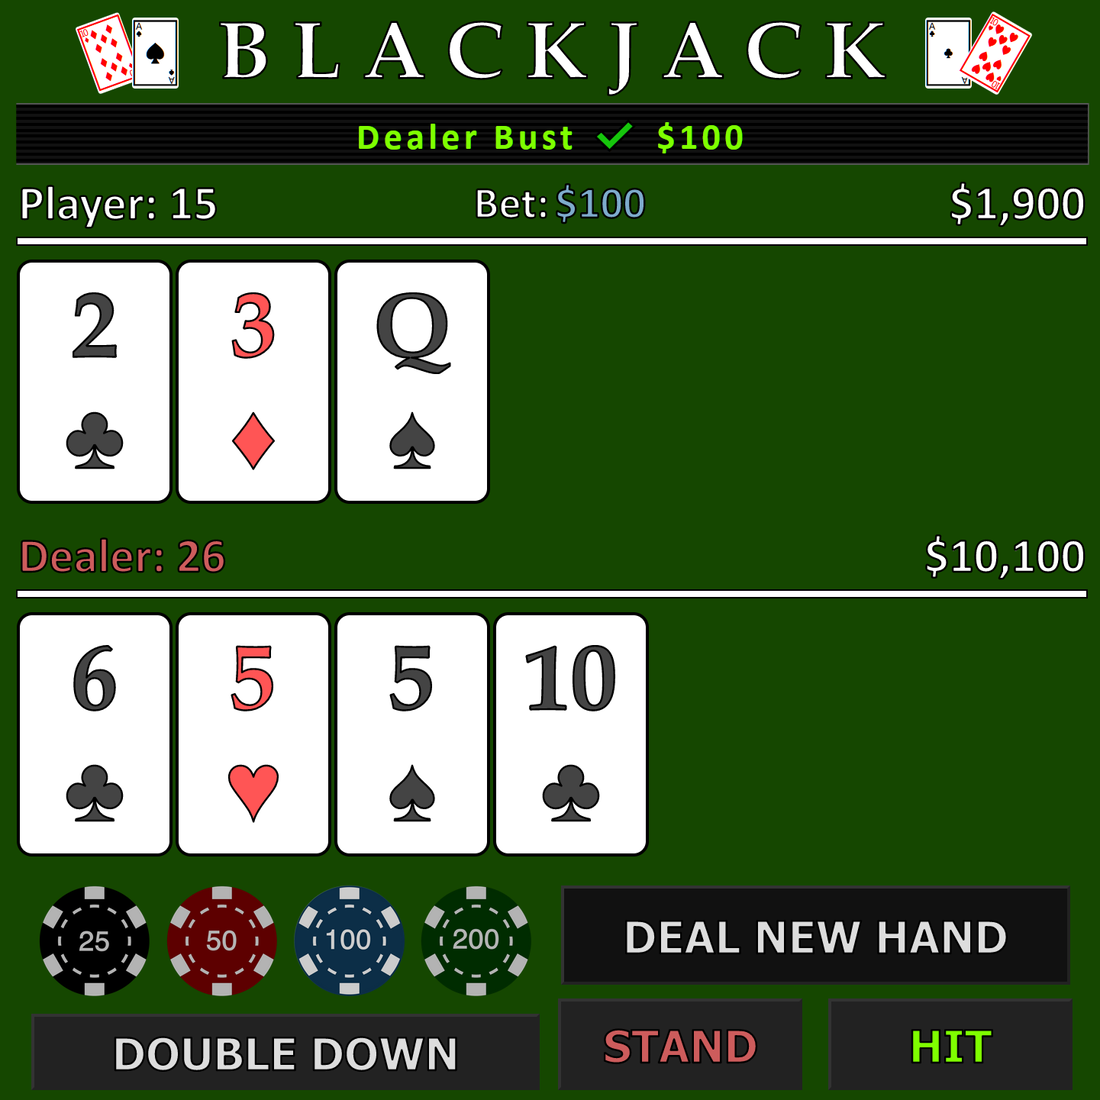 BLACKJACK
Dealer Bust ✓ $100
Player: 15 Bet: $100 $1,900
2 3 Q
Dealer: 26 $10,100
6 5 5 10
25 50 100 200 DEAL NEW HAND
DOUBLE DOWN STAND HIT